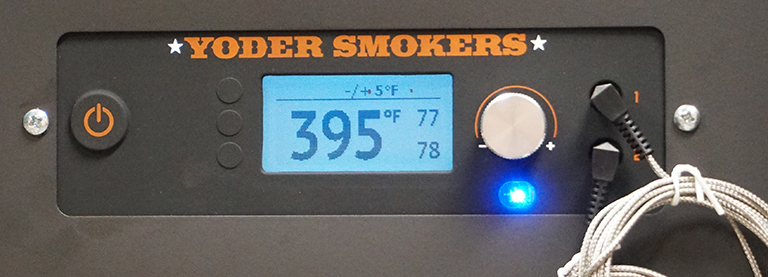 YODER SMOKERS
-/+ 5°F
395°F 77
78
- +
1